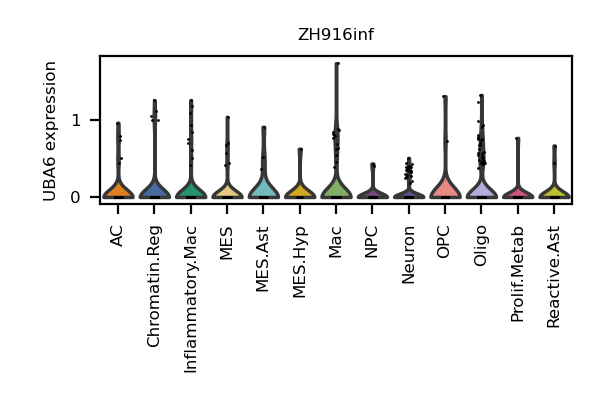 ZH916inf
UBA6 expression
1
0
AC
Chromatin.Reg
Inflammatory.Mac
MES
MES.Ast
MES.Hyp
Mac
NPC
Neuron
OPC
Oligo
Prolif.Metab
Reactive.Ast